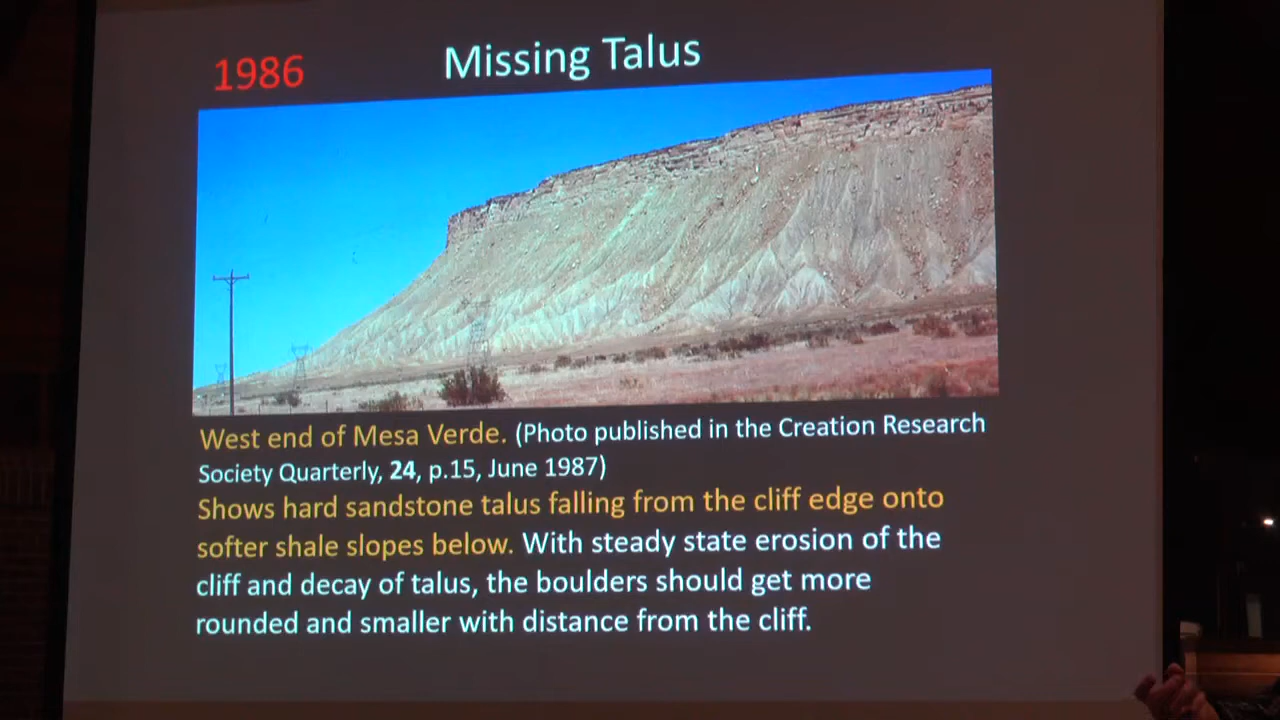 1986
Missing Talus
West end of Mesa Verde. (Photo published in the Creation Research
Society Quarterly, 24, p.15, June 1987)
Shows hard sandstone talus falling from the cliff edge onto
softer shale slopes below. With steady state erosion of the
cliff and decay of talus, the boulders should get more
rounded and smaller with distance from the cliff.